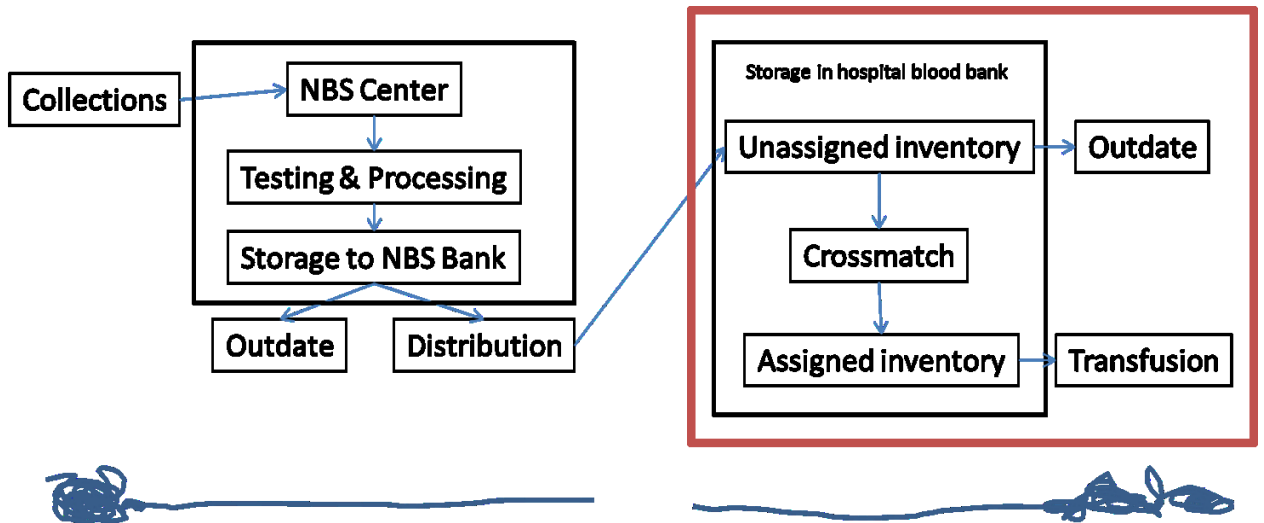 Collections
NBS Center
Testing & Processing
Storage to NBS Bank
Outdate
Distribution
Storage in hospital blood bank
Unassigned inventory
Outdate
Crossmatch
Assigned inventory
Transfusion